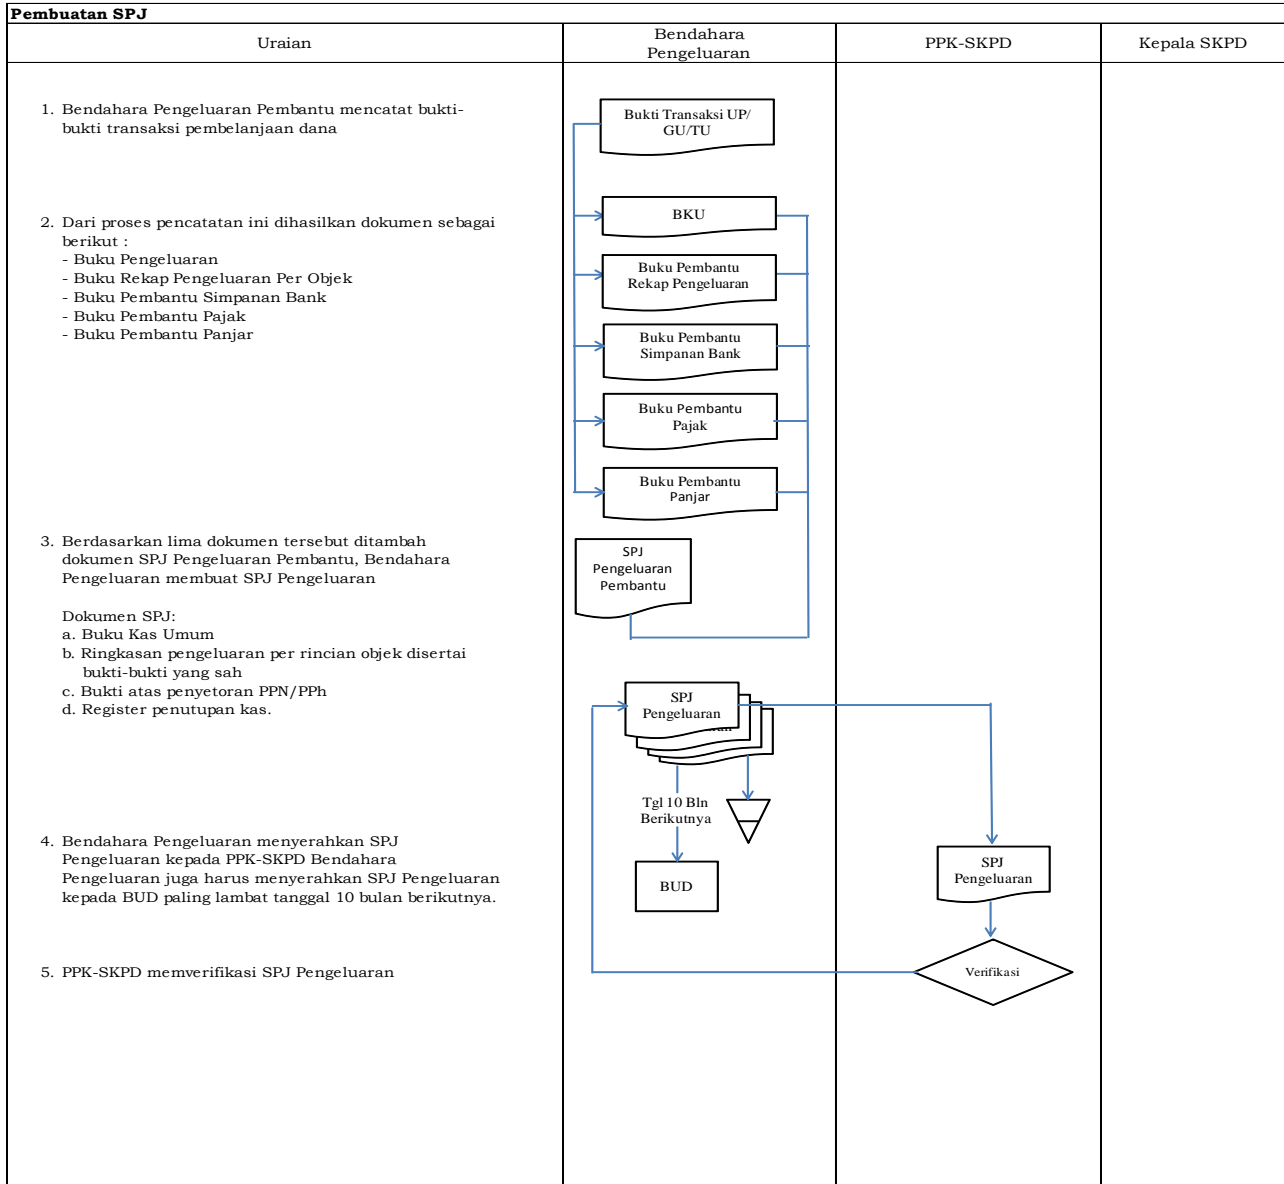 Pembuatan SPJ
Uraian
Bendahara
Pengeluaran
PPK-SKPD
Kepala SKPD
1. Bendahara Pengeluaran Pembantu mencatat bukti-
bukti transaksi pembelanjaan dana
2. Dari proses pencatatan ini dihasilkan dokumen sebagai
berikut :
- Buku Pengeluaran
- Buku Rekap Pengeluaran Per Objek
- Buku Pembantu Simpanan Bank
- Buku Pembantu Pajak
- Buku Pembantu Panjar
3. Berdasarkan lima dokumen tersebut ditambah
dokumen SPJ Pengeluaran Pembantu, Bendahara
Pengeluaran membuat SPJ Pengeluaran
Dokumen SPJ:
a. Buku Kas Umum
b. Ringkasan pengeluaran per rincian objek disertai
bukti-bukti yang sah
c. Bukti atas penyetoran PPN/PPh
d. Register penutupan kas.
4. Bendahara Pengeluaran menyerahkan SPJ
Pengeluaran kepada PPK-SKPD Bendahara
Pengeluaran juga harus menyerahkan SPJ Pengeluaran
kepada BUD paling lambat tanggal 10 bulan berikutnya.
5. PPK-SKPD memverifikasi SPJ Pengeluaran
Bukti Transaksi UP/
GU/TU
BKU
Buku Pembantu
Rekap Pengeluaran
Buku Pembantu
Simpanan Bank
Buku Pembantu
Pajak
Buku Pembantu
Panjar
SPJ
Pengeluaran
Pembantu
SPJ
Pengeluaran
Tgl 10 Bln
Berikutnya
BUD
SPJ
Pengeluaran
Verifikasi